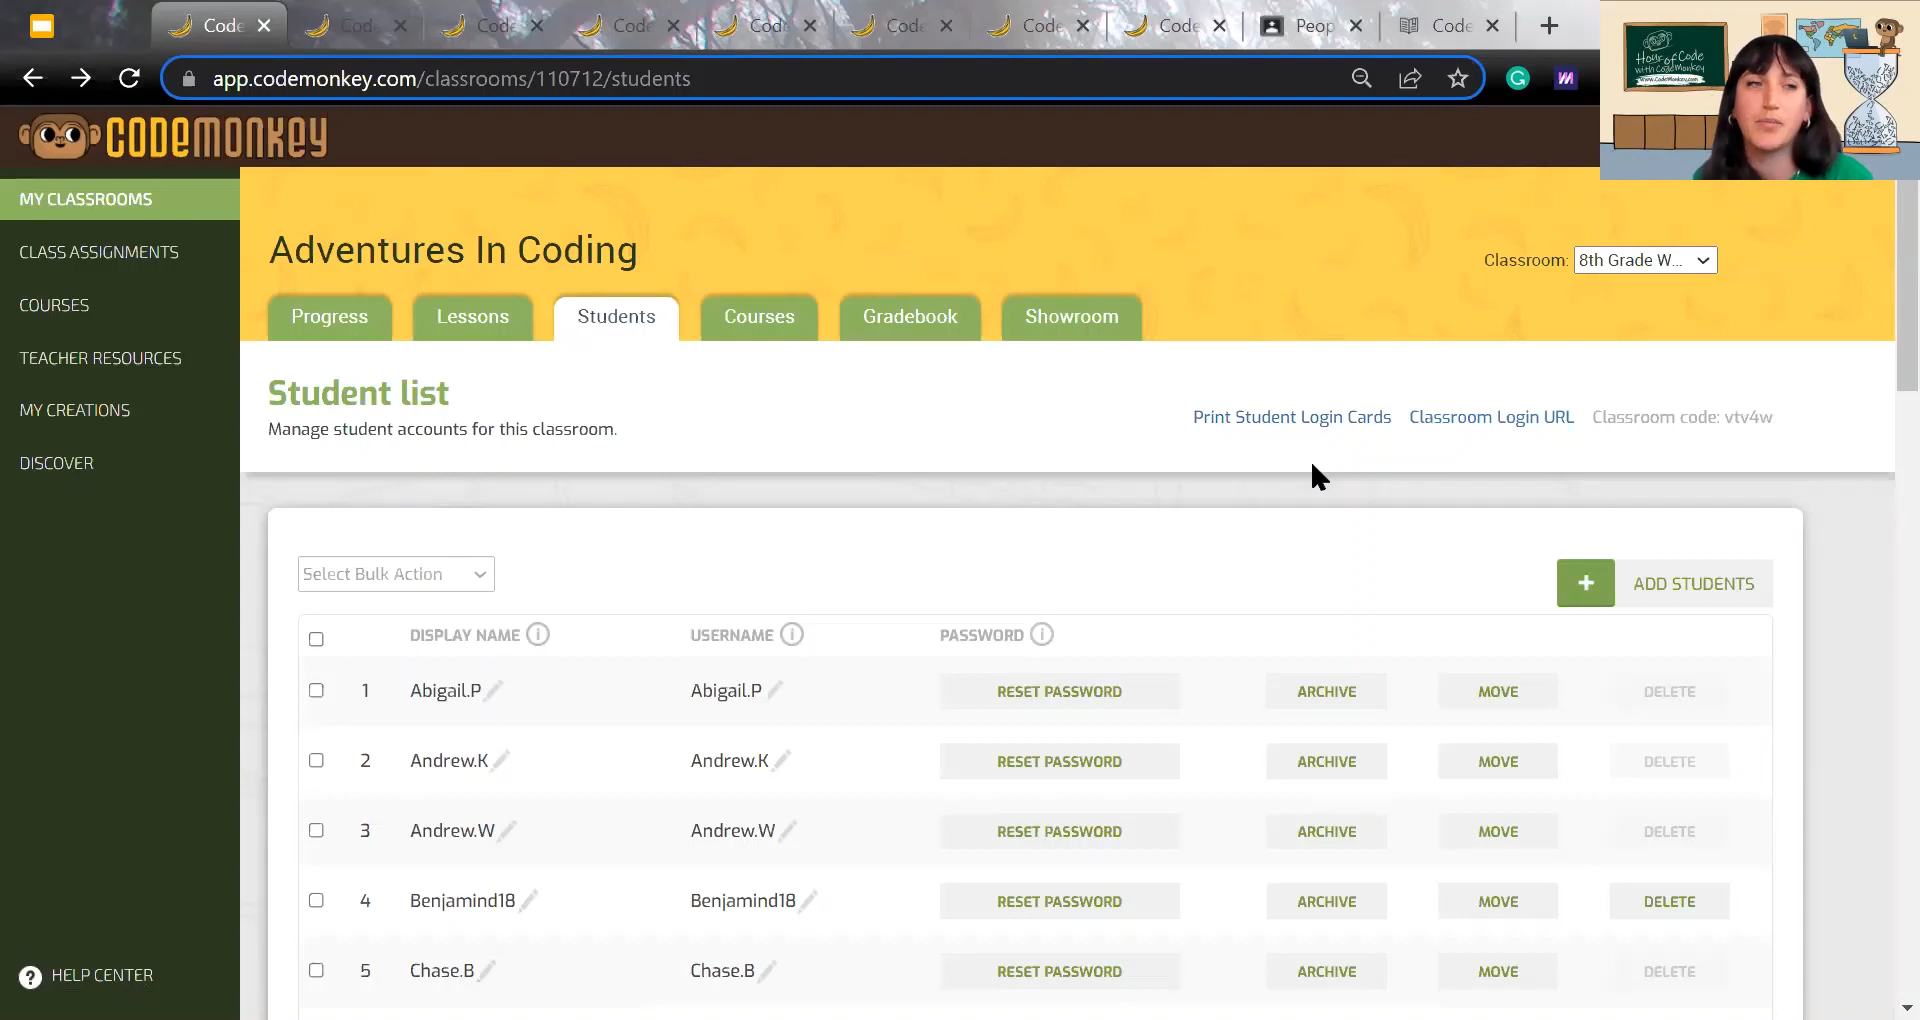 Code
Code
Code
Code
Code
Code
Code
Code
Peop
Code
app.codemonkey.com/classrooms/110712/students
Hour of Code
with CodeMonkey
www.CodeMonkey.com
CODEMONKEY
MY CLASSROOMS
CLASS ASSIGNMENTS
COURSES
TEACHER RESOURCES
MY CREATIONS
DISCOVER
HELP CENTER
Adventures In Coding
Classroom: 8th Grade W...
Progress
Lessons
Students
Courses
Gradebook
Showroom
Student list
Manage student accounts for this classroom.
Print Student Login Cards
Classroom Login URL
Classroom code: vtv4w
Select Bulk Action
+ ADD STUDENTS
DISPLAY NAME USERNAME PASSWORD
1 Abigail.P Abigail.P RESET PASSWORD ARCHIVE MOVE DELETE
2 Andrew.K Andrew.K RESET PASSWORD ARCHIVE MOVE DELETE
3 Andrew.W Andrew.W RESET PASSWORD ARCHIVE MOVE DELETE
4 Benjamind18 Benjamind18 RESET PASSWORD ARCHIVE MOVE DELETE
5 Chase.B Chase.B RESET PASSWORD ARCHIVE MOVE DELETE